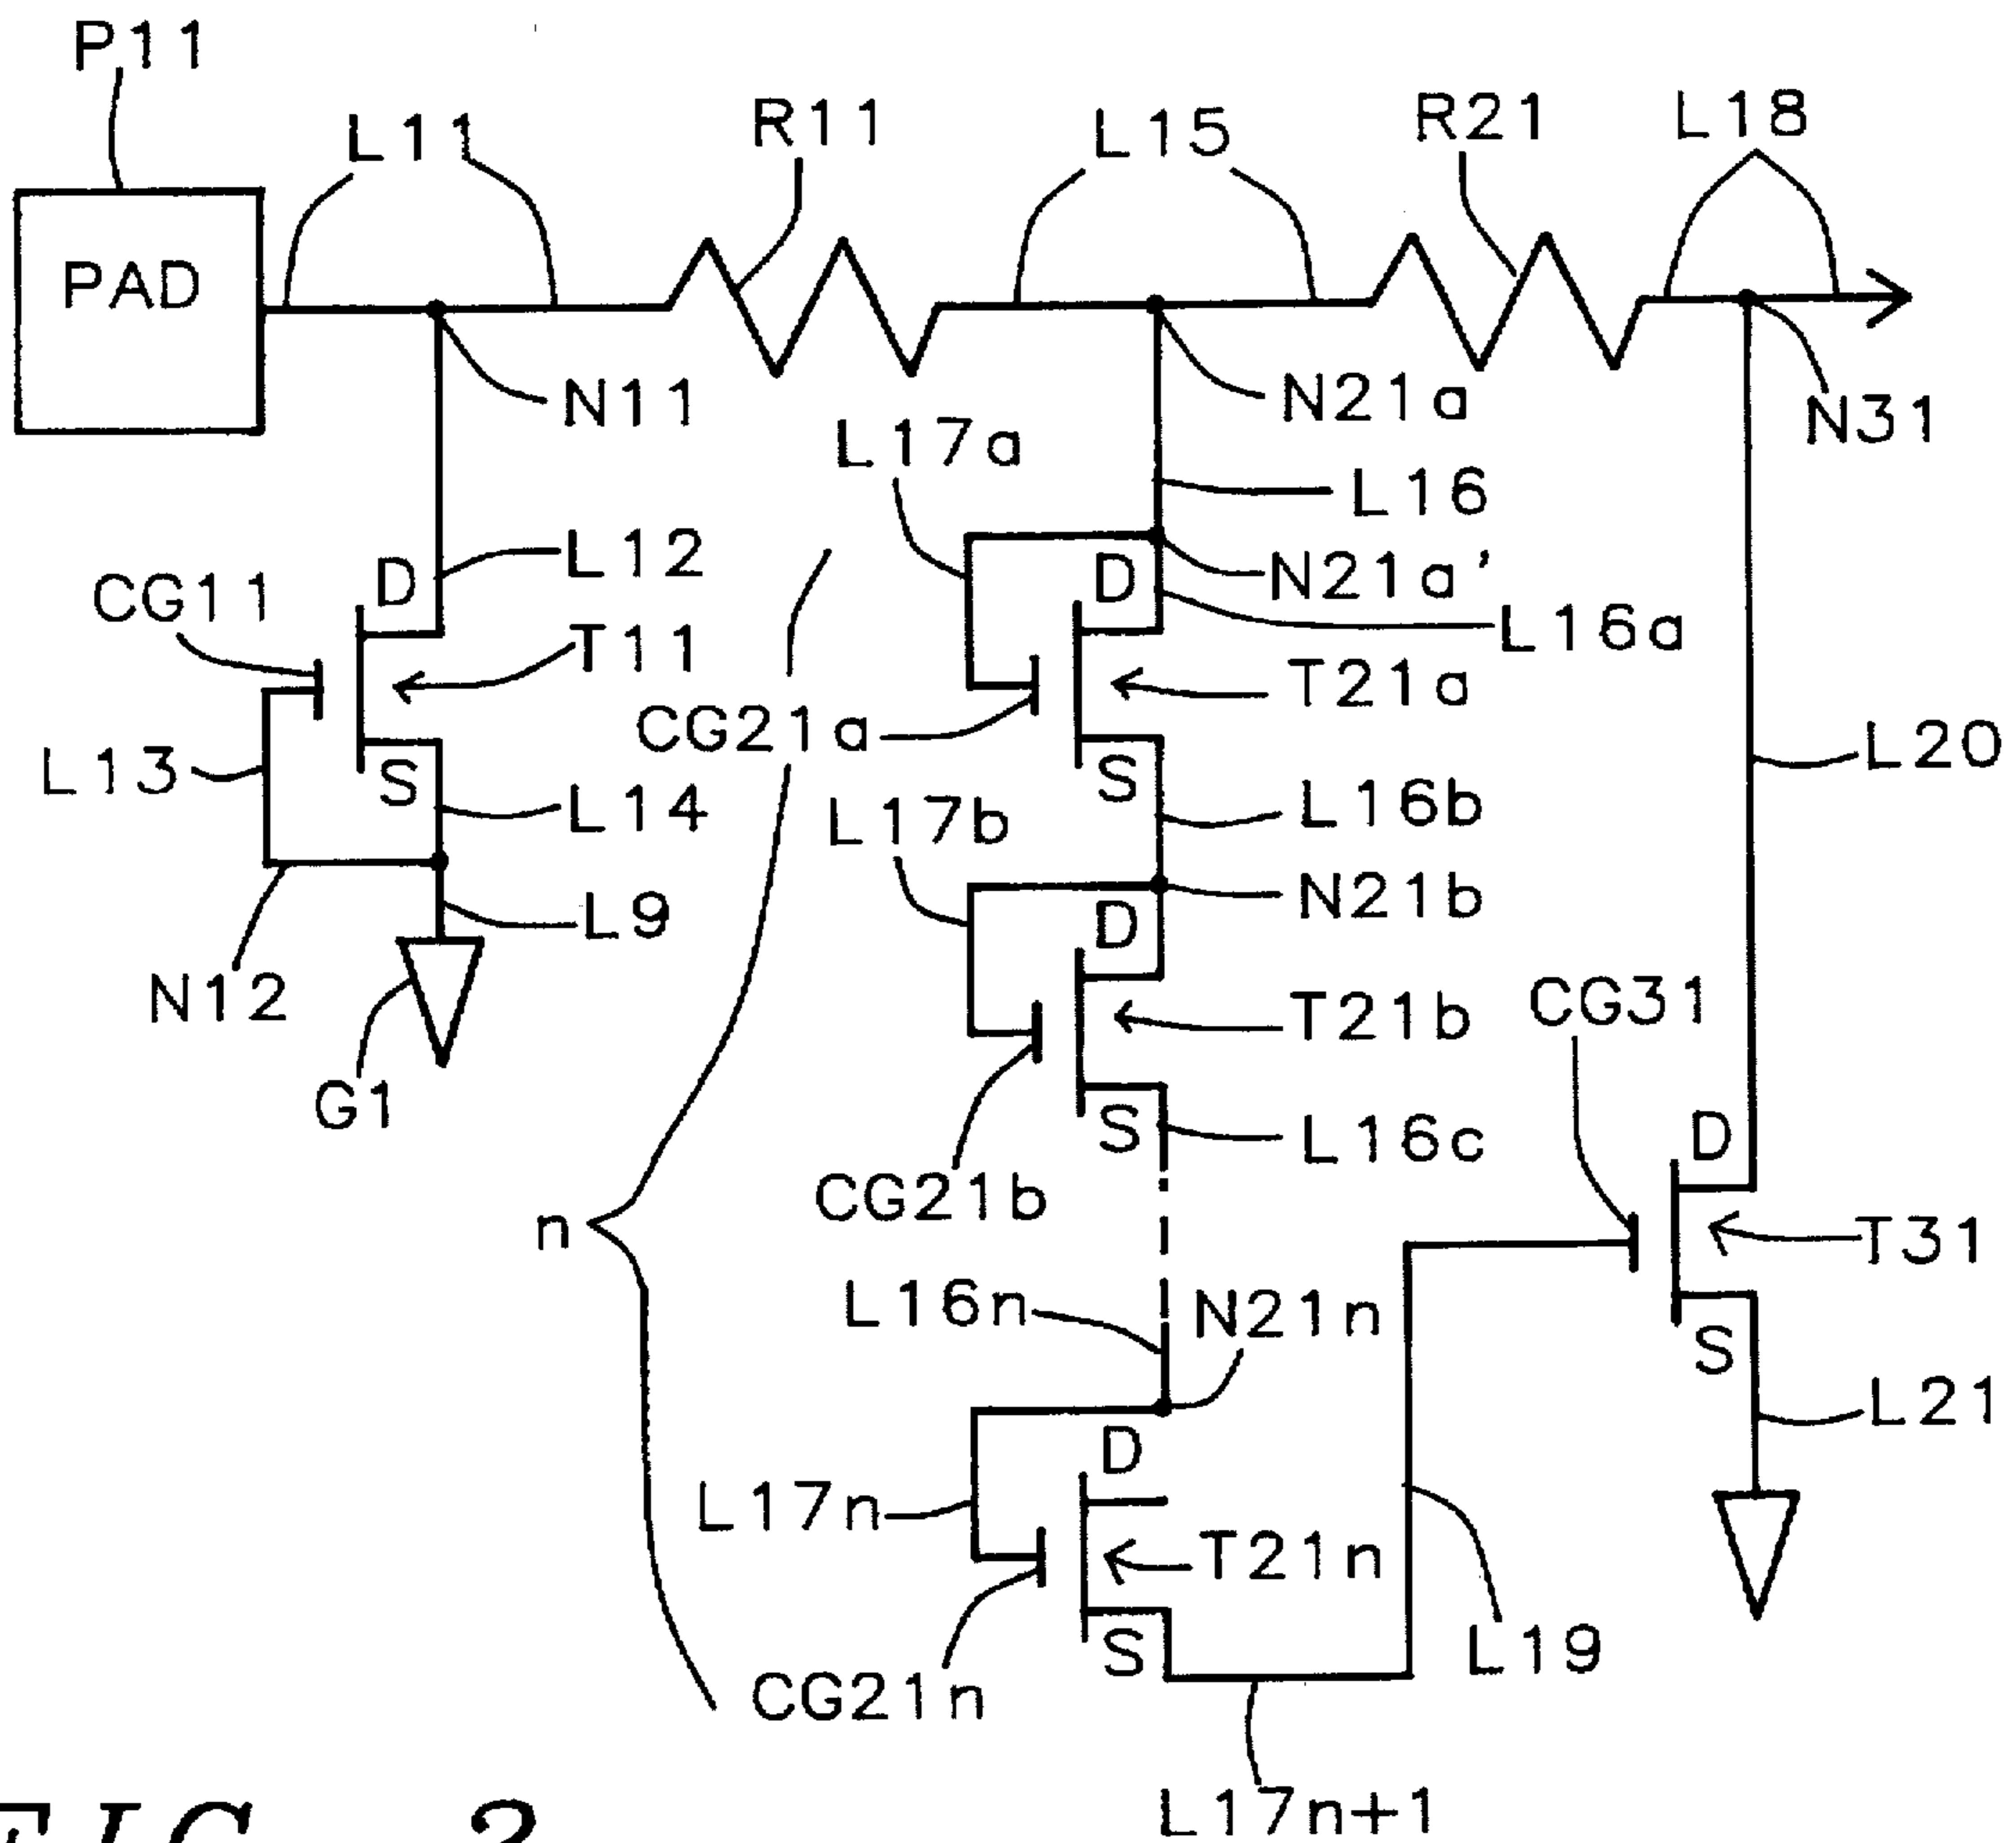 P11
L11
R11
L15
R21
L18
PAD
N11
N21a
N31
L17a
L16
L12
D
CG11
D
N21a'
L16a
T11
T21a
CG21a
L13
S
L14
S
L20
L16b
L17b
L9
N21b
D
N12
T21b
CG31
G1
S
L16c
D
CG21b
n
T31
L16n
N21n
S
L21
D
L17n
T21n
S
L19
CG21n
L17n+1
FIG. 2